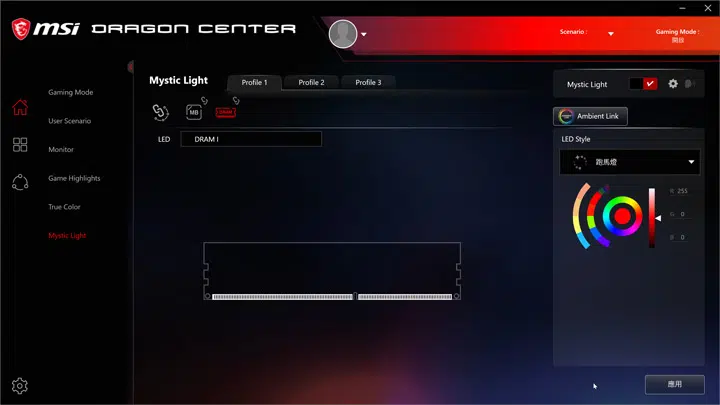 msi DRAGON CENTER
Scenario :
Gaming Mode :
開啟
Mystic Light
Profile 1
Profile 2
Profile 3
Mystic Light
Gaming Mode
User Scenario
Monitor
Game Highlights
True Color
Mystic Light
MB
DRAM
LED
DRAM I
Ambient Link
LED Style
跑馬燈
紅 255
0
0
應用